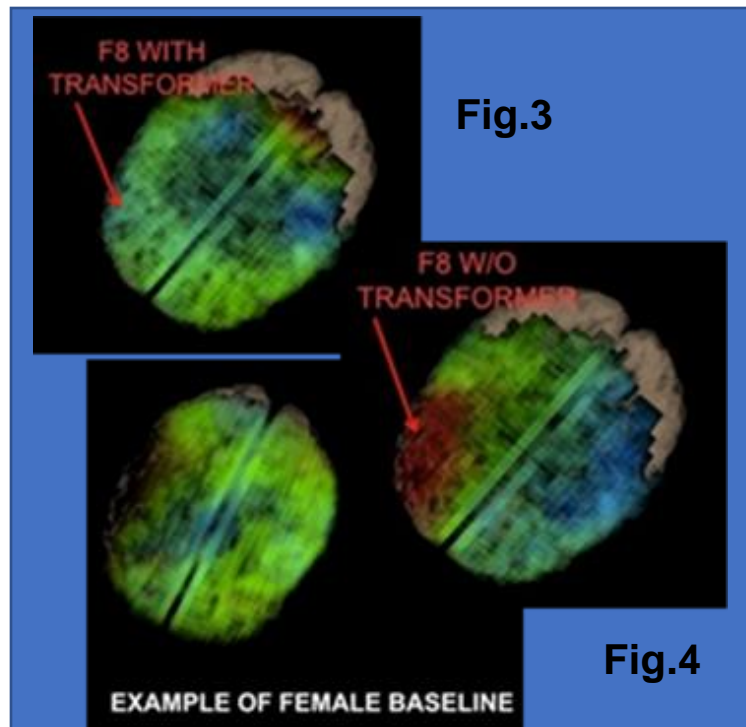 F8 WITH
TRANSFORMER
Fig.3
F8 W/O
TRANSFORMER
Fig.4
EXAMPLE OF FEMALE BASELINE